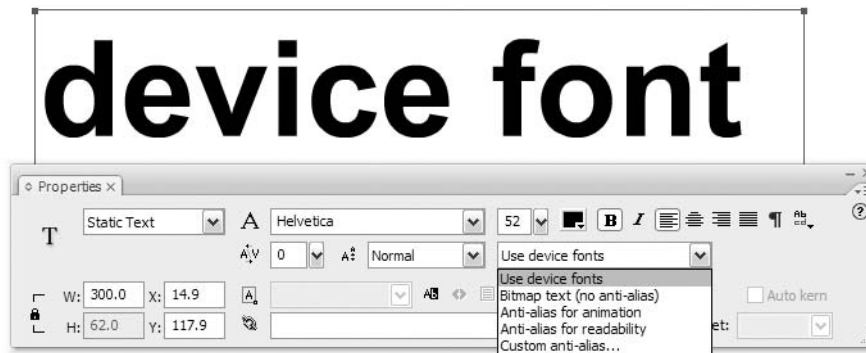 device font
Properties ×
T Static Text A Helvetica 52 B I
A V 0 A Normal Use device fonts
Use device fonts
Bitmap text (no anti-alias)
Anti-alias for animation
Anti-alias for readability
Custom anti-alias...
W: 300.0 X: 14.9 A AB Auto kern
H: 62.0 Y: 117.9 et: